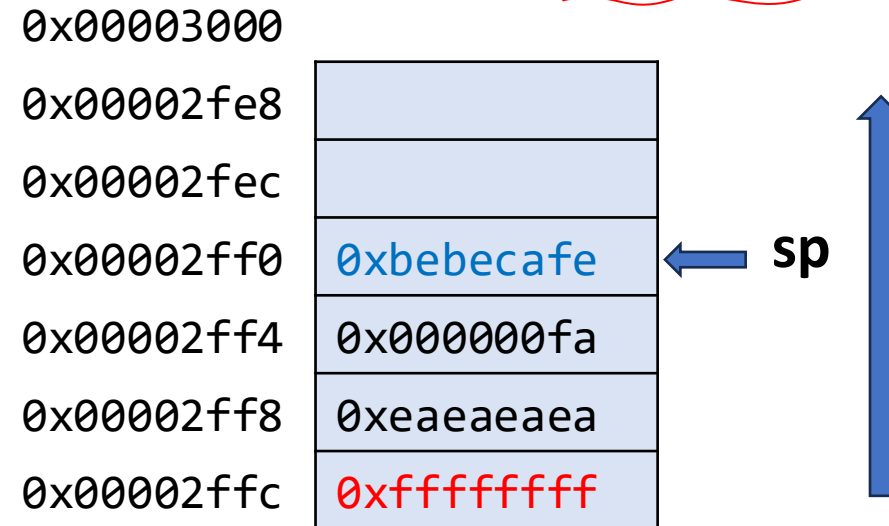 0x00003000
0x00002fe8
0x00002fec
0x00002ff0 0xbebecafe sp
0x00002ff4 0x000000fa
0x00002ff8 0xeaeaeaea
0x00002ffc 0xffffffff